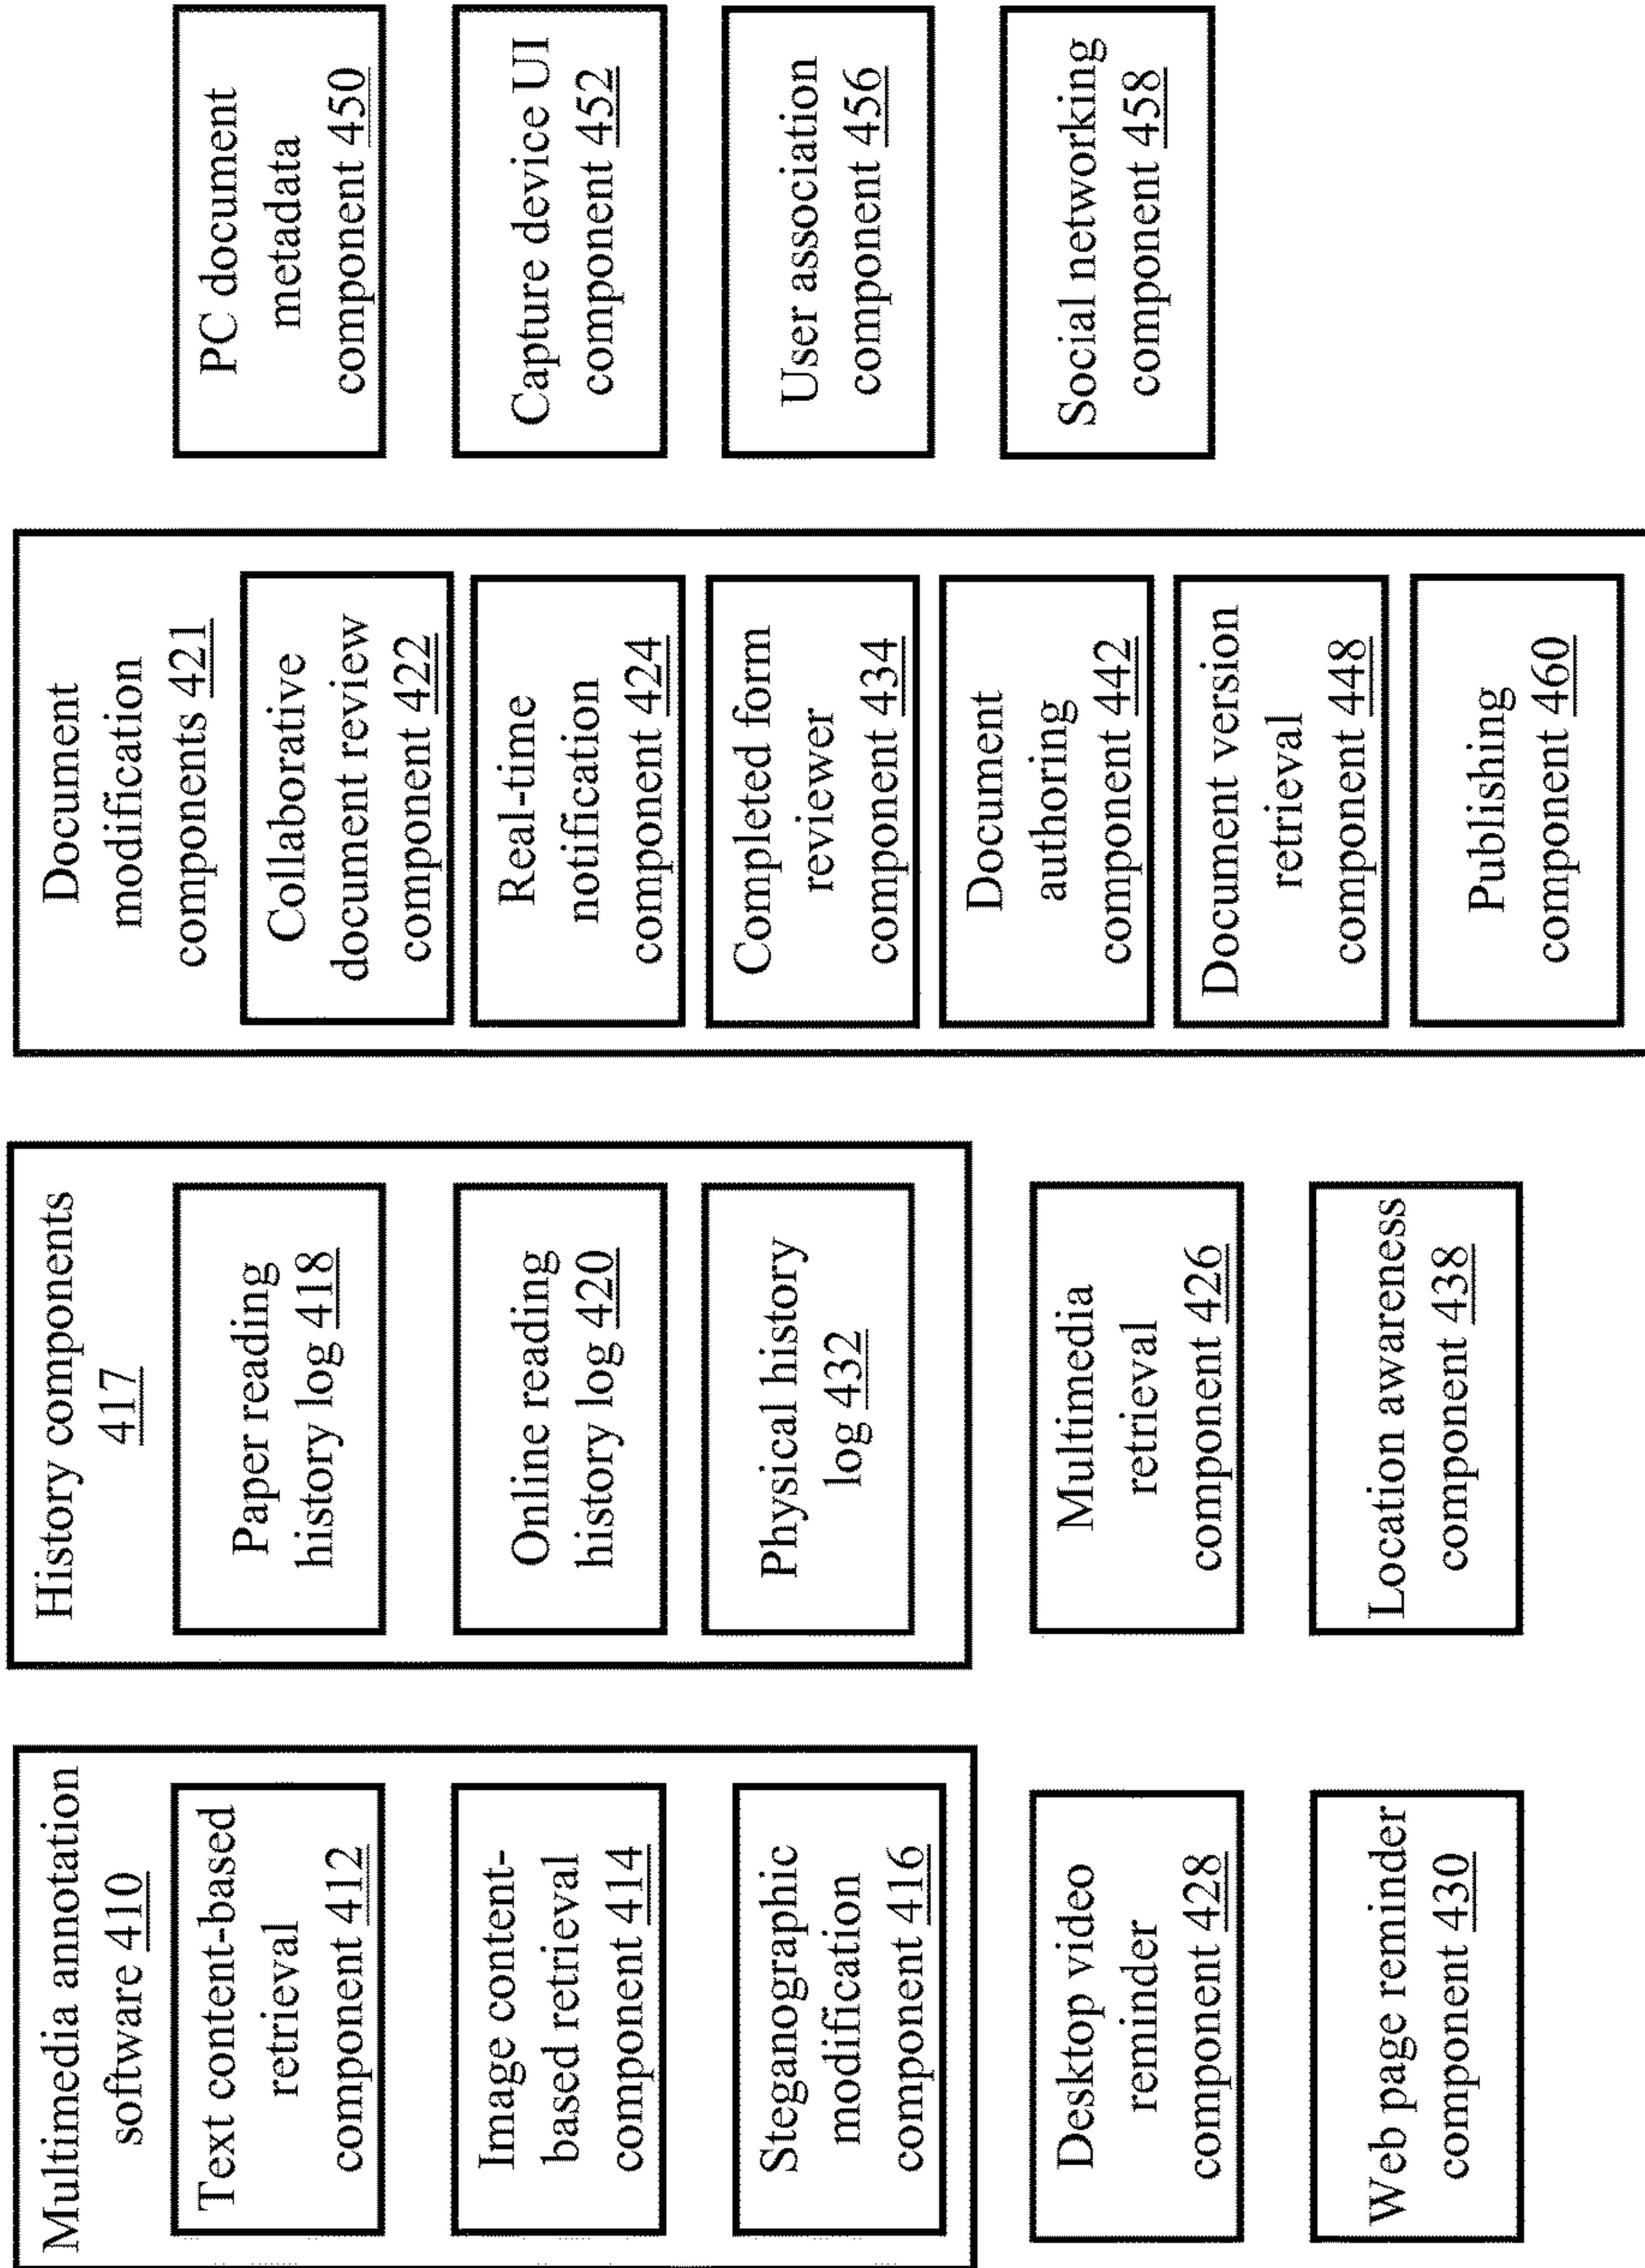 Multimedia annotation
software 410
Text content-based
retrieval
component 412
Image content-
based retrieval
component 414
Steganographic
modification
component 416
Desktop video
reminder
component 428
Web page reminder
component 430
History components
417
Paper reading
history log 418
Online reading
history log 420
Physical history
log 432
Multimedia
retrieval
component 426
Location awareness
component 438
Document
modification
components 421
Collaborative
document review
component 422
Real-time
notification
component 424
Completed form
reviewer
component 434
Document
authoring
component 442
Document version
retrieval
component 448
Publishing
component 460
PC document
metadata
component 450
Capture device UI
component 452
User association
component 456
Social networking
component 458